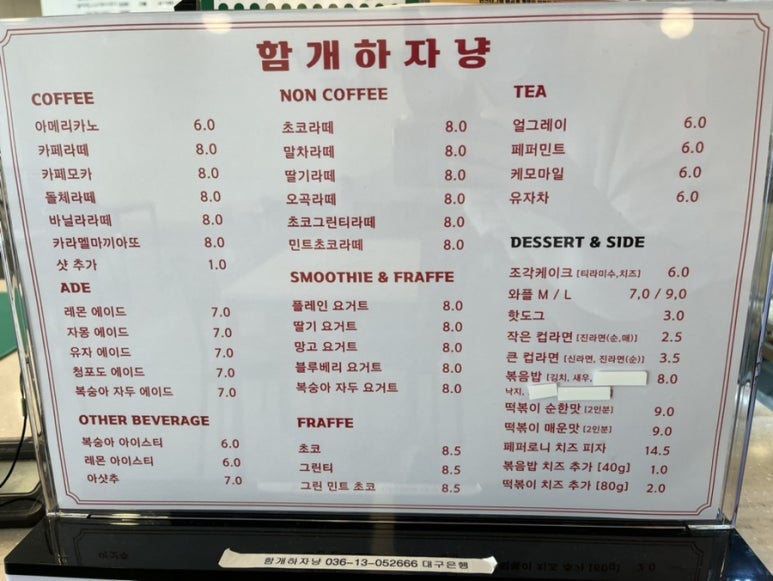 함개하자냥
COFFEE
아메리카노 6.0
카페라떼 8.0
카페모카 8.0
돌체라떼 8.0
바닐라라떼 8.0
카라멜마끼아또 8.0
샷 추가 1.0
ADE
레몬 에이드 7.0
자몽 에이드 7.0
유자 에이드 7.0
청포도 에이드 7.0
복숭아 자두 에이드 7.0
OTHER BEVERAGE
복숭아 아이스티 6.0
레몬 아이스티 6.0
아샷추 7.0
NON COFFEE
초코라떼 8.0
말차라떼 8.0
딸기라떼 8.0
오곡라떼 8.0
초코그린티라떼 8.0
민트초코라떼 8.0
SMOOTHIE & FRAFFE
플레인 요거트 8.0
딸기 요거트 8.0
망고 요거트 8.0
블루베리 요거트 8.0
복숭아 자두 요거트 8.0
FRAFFE
초코 8.5
그린티 8.5
그린 민트 초코 8.5
TEA
얼그레이 6.0
페퍼민트 6.0
케모마일 6.0
유자차 6.0
DESSERT & SIDE
조각케이크 [티라미수,치즈] 6.0
와플 M / L 7,0 / 9,0
핫도그 3.0
작은 컵라면 [진라면(순,매)] 2.5
큰 컵라면 [신라면, 진라면(순)] 3.5
볶음밥 [김치, 새우, 8.0
낙지,
떡볶이 순한맛 [2인분] 9.0
떡볶이 매운맛 [2인분] 9.0
페퍼로니 치즈 피자 14.5
볶음밥 치즈 추가 [40g] 1.0
떡볶이 치즈 추가 [80g] 2.0
함개하자냥 036-13-052666 대구은행